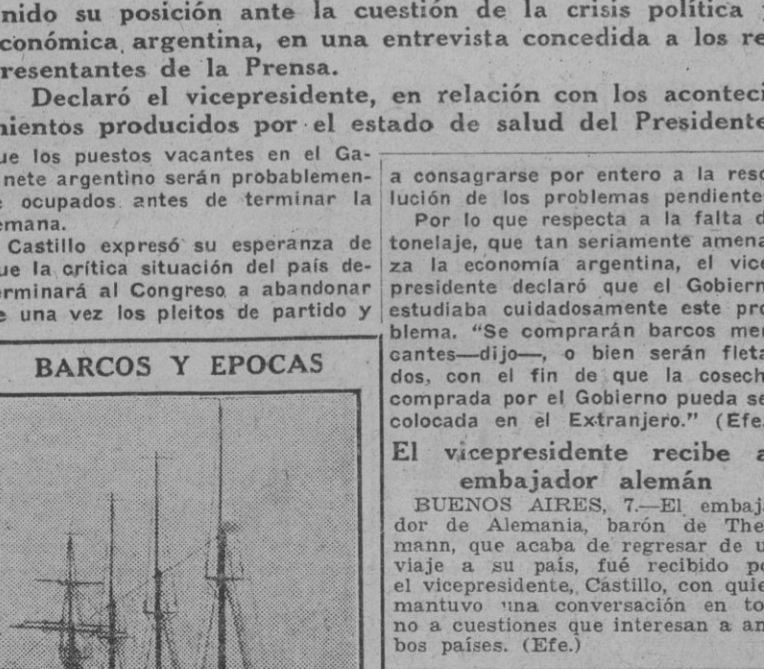 nido su posición ante la cuestión de la crisis política
conómica argentina, en una entrevista concedida a los re
resentantes de la Prensa.
Declaró el vicepresidente, en relación con los aconteci
mientos producidos por el estado de salud del Presidente
ue los puestos vacantes en el Ga-
nete argentino serán probablemen-
e ocupados antes de terminar la
emana.
Castillo expresó su esperanza de
ue la crítica situación del país de-
erminará al Congreso a abandonar
e una vez los pleitos de partido y
a consagrarse por entero a la reso
lución de los problemas pendientes
Por lo que respecta a la falta d
tonelaje, que tan seriamente amena
za la economía argentina, el vice
presidente declaró que el Gobiern
estudiaba cuidadosamente este pro
blema. “Se comprarán barcos mer
cantes—dijo—, o bien serán fleta
dos, con el fin de que la cosech
comprada por el Gobierno pueda se
colocada en el Extranjero.” (Efe.
El vicepresidente recibe a
embajador alemán
BUENOS AIRES, 7.—El embaj
dor de Alemania, barón de The
mann, que acaba de regresar de u
viaje a su país, fué recibido po
el vicepresidente, Castillo, con quie
mantuvo una conversación en to
no a cuestiones que interesan a am
bos países. (Efe.)
BARCOS Y EPOCAS